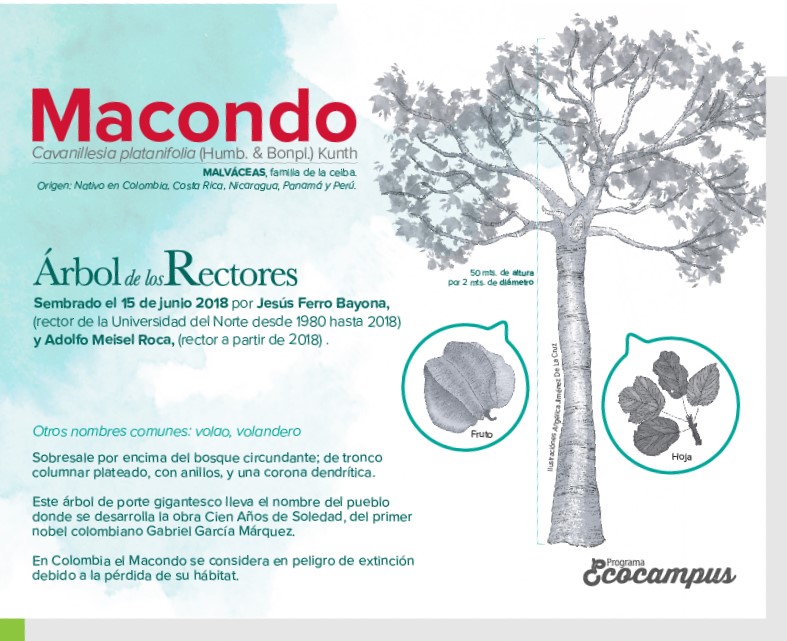 Macondo
Cavanillesia platanifolia (Humb. & Bonpl.) Kunth
MALVÁCEAS, familia de la ceiba.
Origen: Nativo en Colombia, Costa Rica, Nicaragua, Panamá y Perú.
Árbol de los Rectores
Sembrado el 15 de junio 2018 por Jesús Ferro Bayona,
(rector de la Universidad del Norte desde 1980 hasta 2018)
y Adolfo Meisel Roca, (rector a partir de 2018) .
50 mts. de altura
por 2 mts. de diámetro
Fruto
Ilustraciones Angélica Jiménez De La Cruz
Hoja
Otros nombres comunes: volao, volandero
Sobresale por encima del bosque circundante; de tronco
columnar plateado, con anillos, y una corona dendrítica.
Este árbol de porte gigantesco lleva el nombre del pueblo
donde se desarrolla la obra Cien Años de Soledad, del primer
nobel colombiano Gabriel García Márquez.
En Colombia el Macondo se considera en peligro de extinción
debido a la pérdida de su hábitat.
Programa
Ecocampus